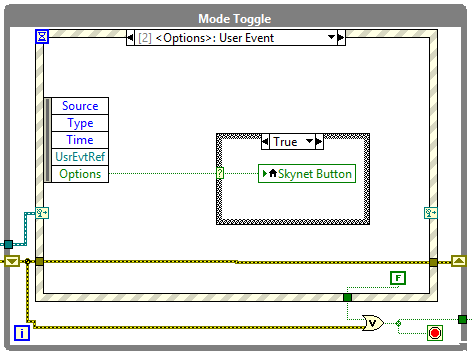 Mode Toggle
[2] <Options>: User Event
Source
Type
Time
UsrEvtRef
Options
True
?
Skynet Button
F
V
i